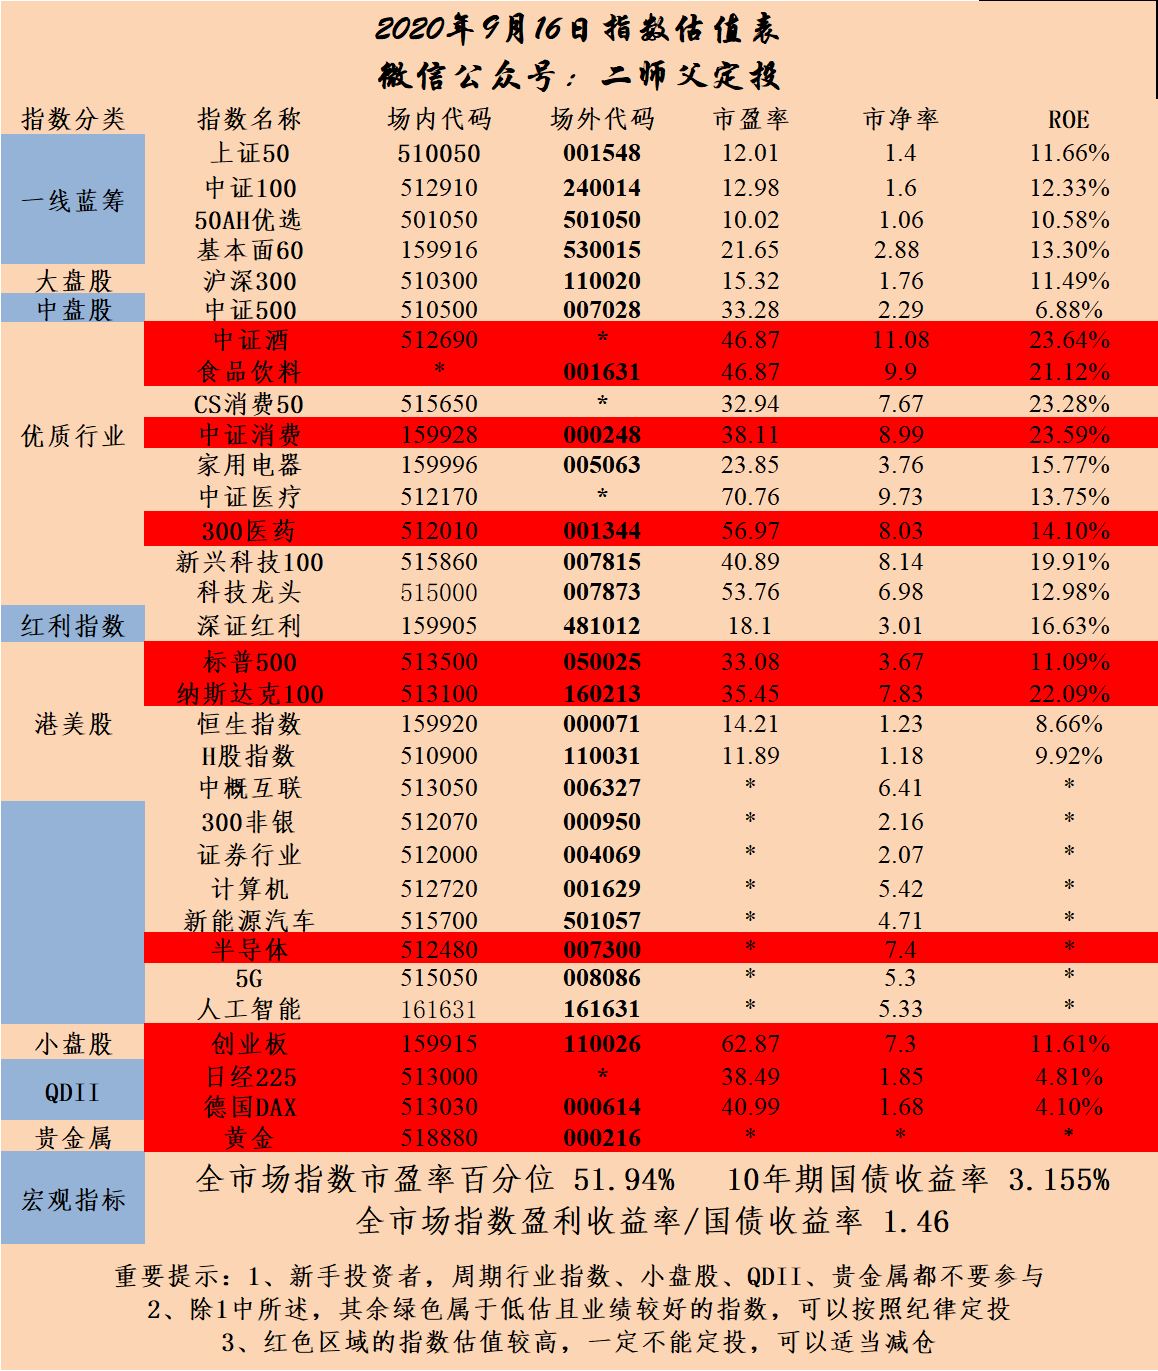 2020年9月16日指数估值表
微信公众号：二师父定投
指数分类 指数名称 场内代码 场外代码 市盈率 市净率 ROE
上证50 510050 001548 12.01 1.4 11.66%
一线蓝筹 中证100 512910 240014 12.98 1.6 12.33%
50AH优选 501050 501050 10.02 1.06 10.58%
基本面60 159916 530015 21.65 2.88 13.30%
大盘股 沪深300 510300 110020 15.32 1.76 11.49%
中盘股 中证500 510500 007028 33.28 2.29 6.88%
中证酒 512690 * 46.87 11.08 23.64%
食品饮料 * 001631 46.87 9.9 21.12%
CS消费50 515650 * 32.94 7.67 23.28%
优质行业 中证消费 159928 000248 38.11 8.99 23.59%
家用电器 159996 005063 23.85 3.76 15.77%
中证医疗 512170 * 70.76 9.73 13.75%
300医药 512010 001344 56.97 8.03 14.10%
新兴科技100 515860 007815 40.89 8.14 19.91%
科技龙头 515000 007873 53.76 6.98 12.98%
红利指数 深证红利 159905 481012 18.1 3.01 16.63%
标普500 513500 050025 33.08 3.67 11.09%
纳斯达克100 513100 160213 35.45 7.83 22.09%
港美股 恒生指数 159920 000071 14.21 1.23 8.66%
H股指数 510900 110031 11.89 1.18 9.92%
中概互联 513050 006327 * 6.41 *
300非银 512070 000950 * 2.16 *
证券行业 512000 004069 * 2.07 *
计算机 512720 001629 * 5.42 *
新能源汽车 515700 501057 * 4.71 *
半导体 512480 007300 * 7.4 *
5G 515050 008086 * 5.3 *
人工智能 161631 161631 * 5.33 *
小盘股 创业板 159915 110026 62.87 7.3 11.61%
QDII 日经225 513000 * 38.49 1.85 4.81%
德国DAX 513030 000614 40.99 1.68 4.10%
贵金属 黄金 518880 000216 * * *
宏观指标 全市场指数市盈率百分位 51.94% 10年期国债收益率 3.155%
全市场指数盈利收益率/国债收益率 1.46
重要提示：1、新手投资者，周期行业指数、小盘股、QDII、贵金属都不要参与
2、除1中所述，其余绿色属于低估且业绩较好的指数，可以按照纪律定投
3、红色区域的指数估值较高，一定不能定投，可以适当减仓